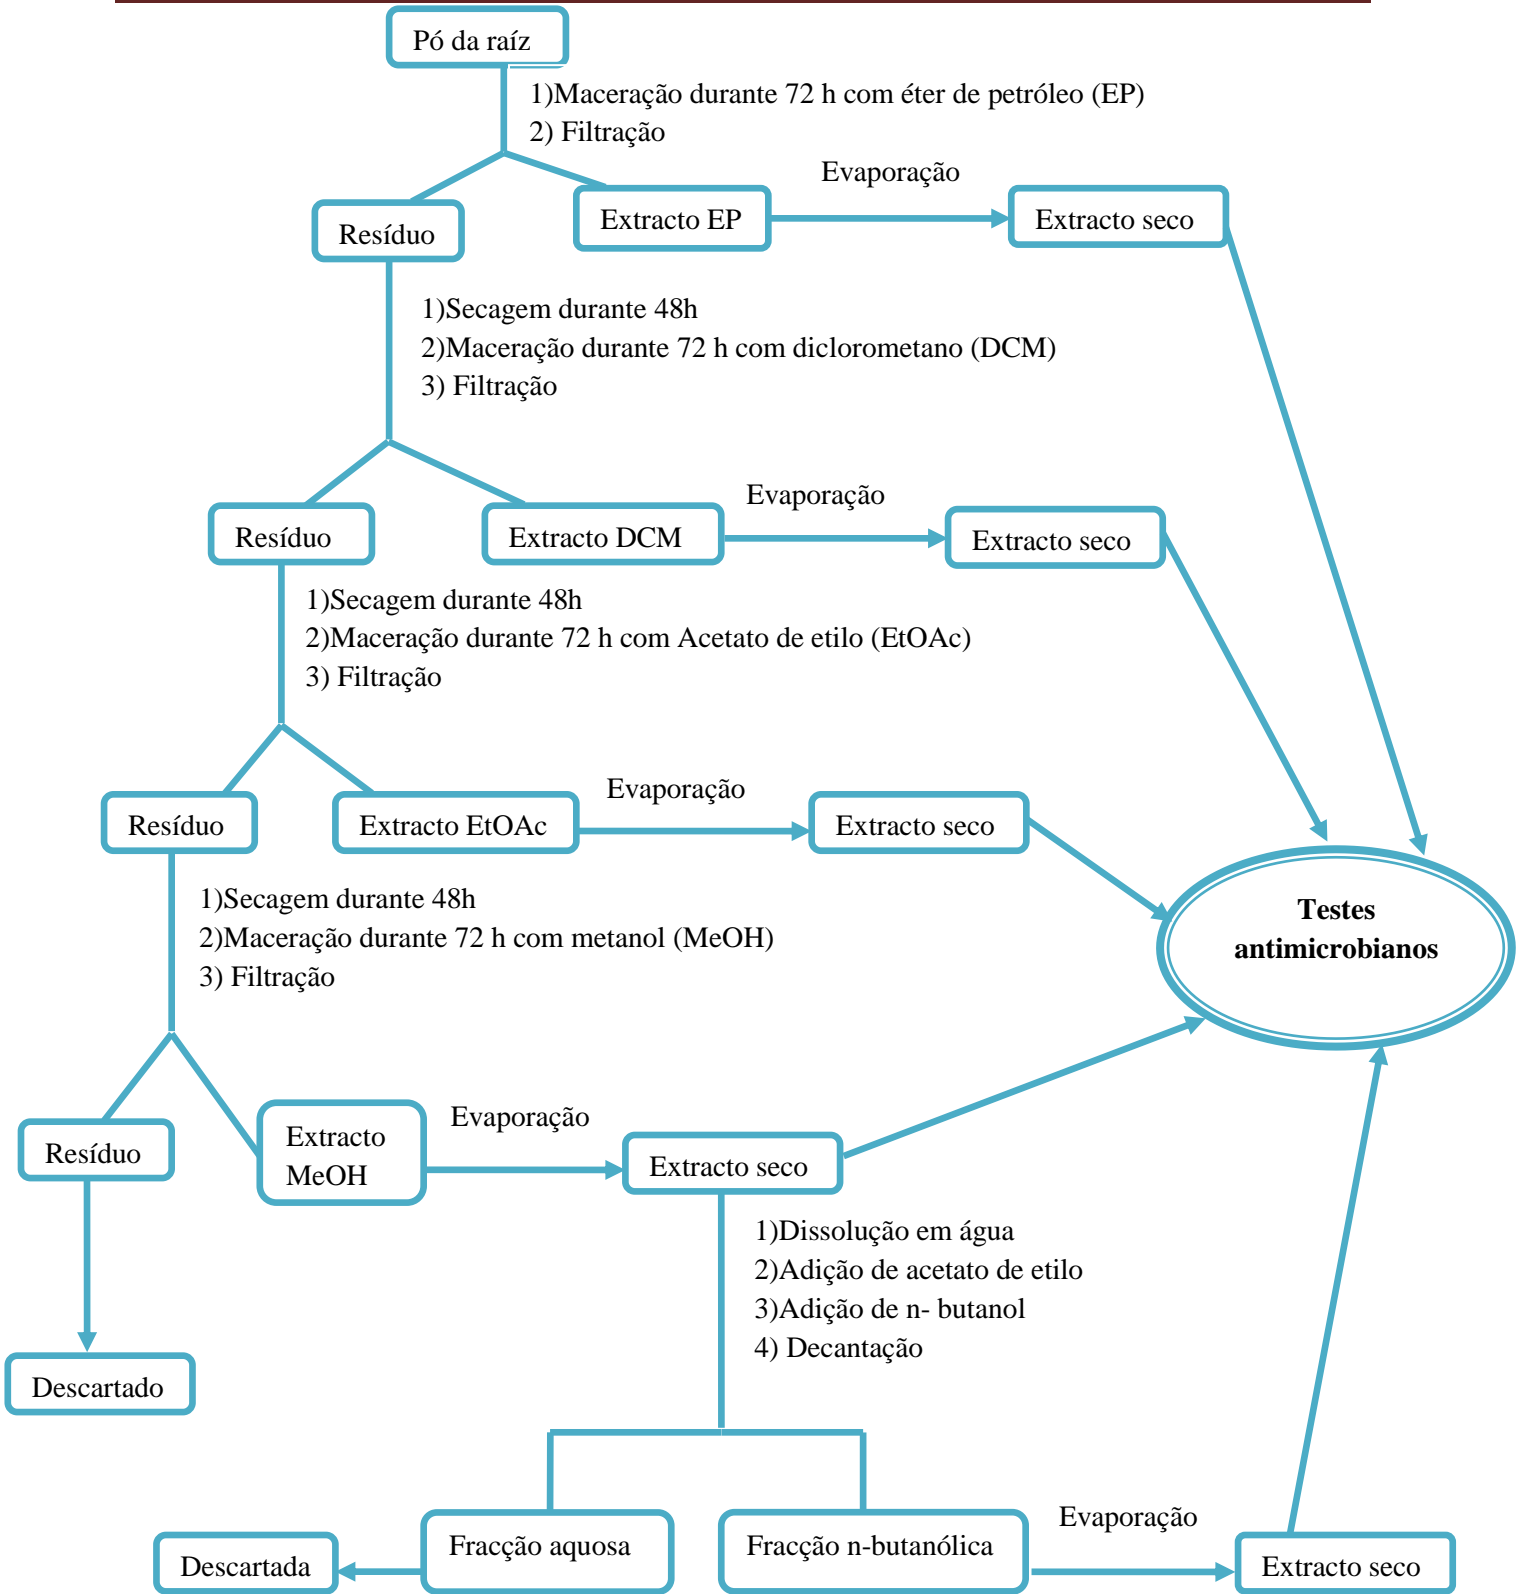 Pó da raíz
1)Maceração durante 72 h com éter de petróleo (EP)
2) Filtração
Evaporação
Resíduo
Extracto EP
Extracto seco
1)Secagem durante 48h
2)Maceração durante 72 h com diclorometano (DCM)
3) Filtração
Evaporação
Resíduo
Extracto DCM
Extracto seco
1)Secagem durante 48h
2)Maceração durante 72 h com Acetato de etilo (EtOAc)
3) Filtração
Evaporação
Resíduo
Extracto EtOAc
Extracto seco
1)Secagem durante 48h
2)Maceração durante 72 h com metanol (MeOH)
3) Filtração
Testes
antimicrobianos
Evaporação
Resíduo
Extracto
MeOH
Extracto seco
1)Dissolução em água
2)Adição de acetato de etilo
3)Adição de n- butanol
4) Decantação
Descartado
Evaporação
Descartada
Fracção aquosa
Fracção n-butanólica
Extracto seco